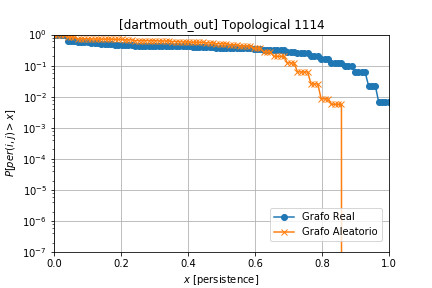 [dartmouth_out] Topological 1114
P[per(i, j) > x]
10^0
10^-1
10^-2
10^-3
10^-4
10^-5
10^-6
10^-7
Grafo Real
Grafo Aleatorio
0.0 0.2 0.4 0.6 0.8 1.0
x [persistence]